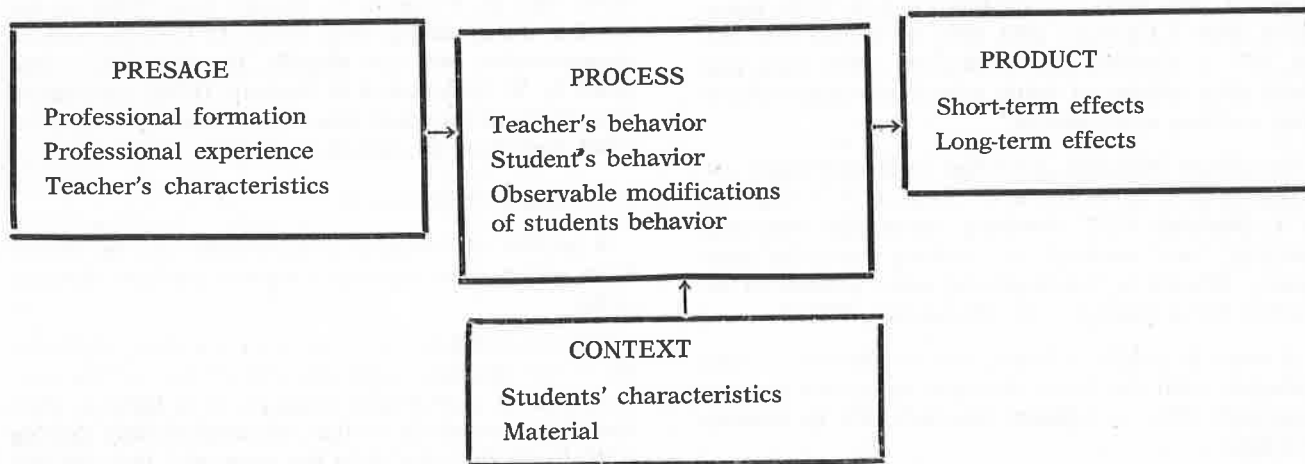 PRESAGE
Professional formation
Professional experience
Teacher's characteristics
PROCESS
Teacher's behavior
Student's behavior
Observable modifications
of students behavior
PRODUCT
Short-term effects
Long-term effects
CONTEXT
Students' characteristics
Material